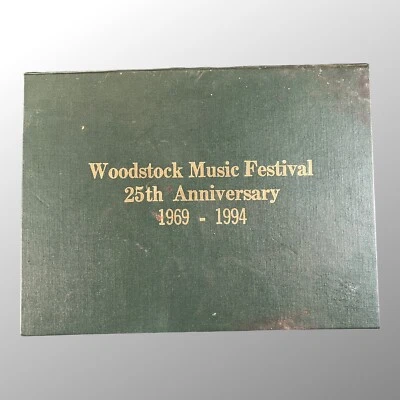 Woodstock Music Festival
25th Anniversary
1969 - 1994